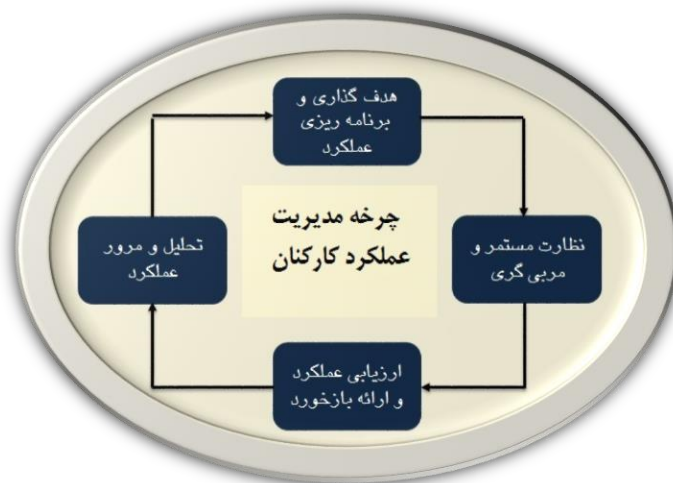 هدف گذاری و
برنامه ریزی
عملکرد
چرخه مدیریت
عملکرد کارکنان
نظارت مستمر و
مربی گری
تحلیل و مرور
عملکرد
ارزیابی عملکرد
و ارائه بازخورد